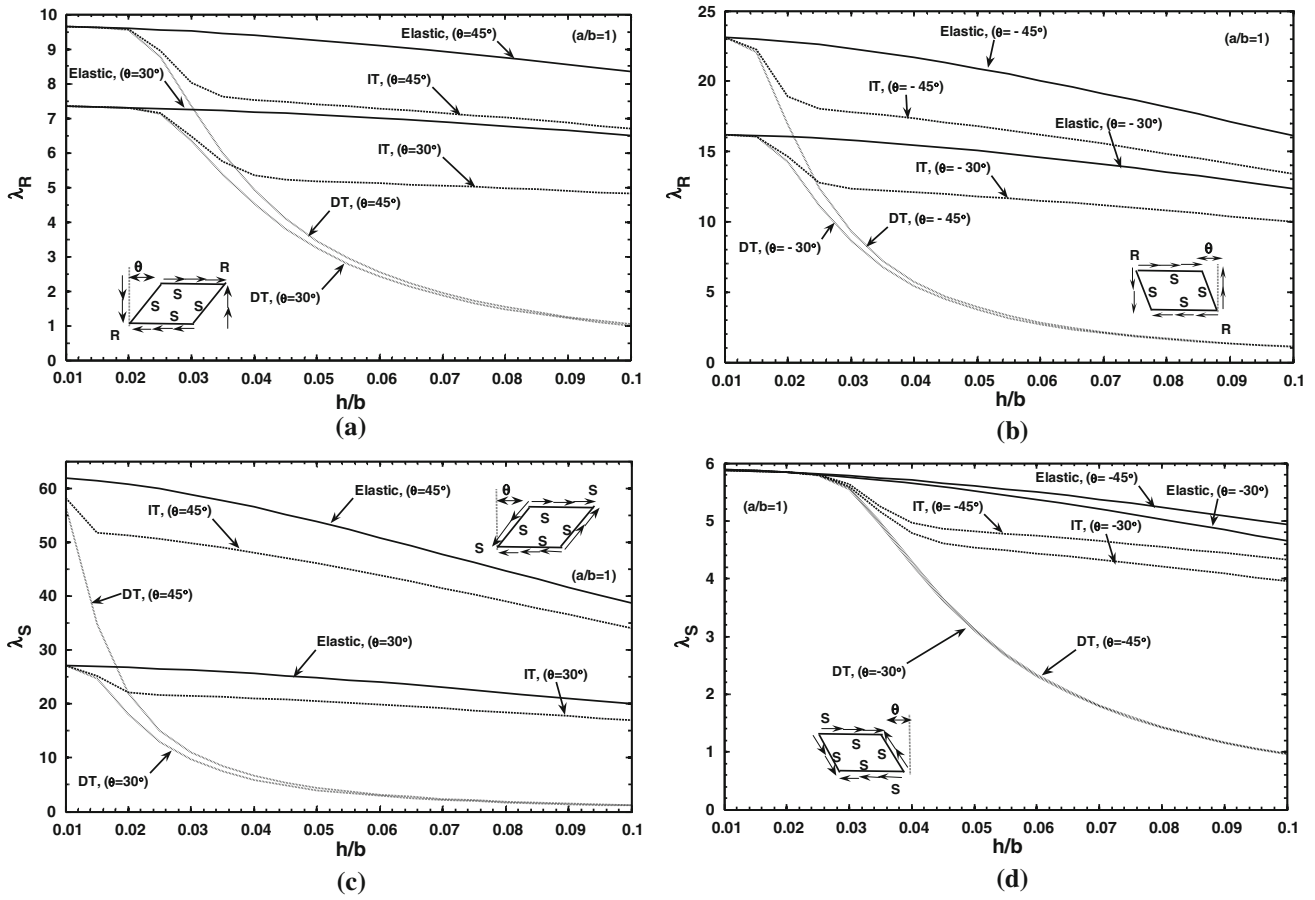 10
9
8
7
6
5
4
3
2
1
0
λR
Elastic, (θ=45°)
(a/b=1)
Elastic, (θ=30°)
IT, (θ=45°)
IT, (θ=30°)
DT, (θ=45°)
DT, (θ=30°)
θ
R
S
S S
S
R
0.01 0.02 0.03 0.04 0.05 0.06 0.07 0.08 0.09 0.1
h/b
(a)
25
20
15
10
5
0
λR
Elastic, (θ= - 45°)
(a/b=1)
IT, (θ= - 45°)
Elastic, (θ= - 30°)
IT, (θ= - 30°)
DT, (θ= - 30°)
DT, (θ= - 45°)
θ
R
S
S S
S
R
0.01 0.02 0.03 0.04 0.05 0.06 0.07 0.08 0.09 0.1
h/b
(b)
60
50
40
30
20
10
0
λS
Elastic, (θ=45°)
IT, (θ=45°)
θ
S
S
S S
S
S
(a/b=1)
DT, (θ=45°)
Elastic, (θ=30°)
IT, (θ=30°)
DT, (θ=30°)
0.01 0.02 0.03 0.04 0.05 0.06 0.07 0.08 0.09 0.1
h/b
(c)
6
5
4
3
2
1
0
λS
Elastic, (θ=-45°)
Elastic, (θ=-30°)
(a/b=1)
IT, (θ=-45°)
IT, (θ=-30°)
DT, (θ=-45°)
DT, (θ=-30°)
θ
S
S
S S
S
S
0.01 0.02 0.03 0.04 0.05 0.06 0.07 0.08 0.09 0.1
h/b
(d)